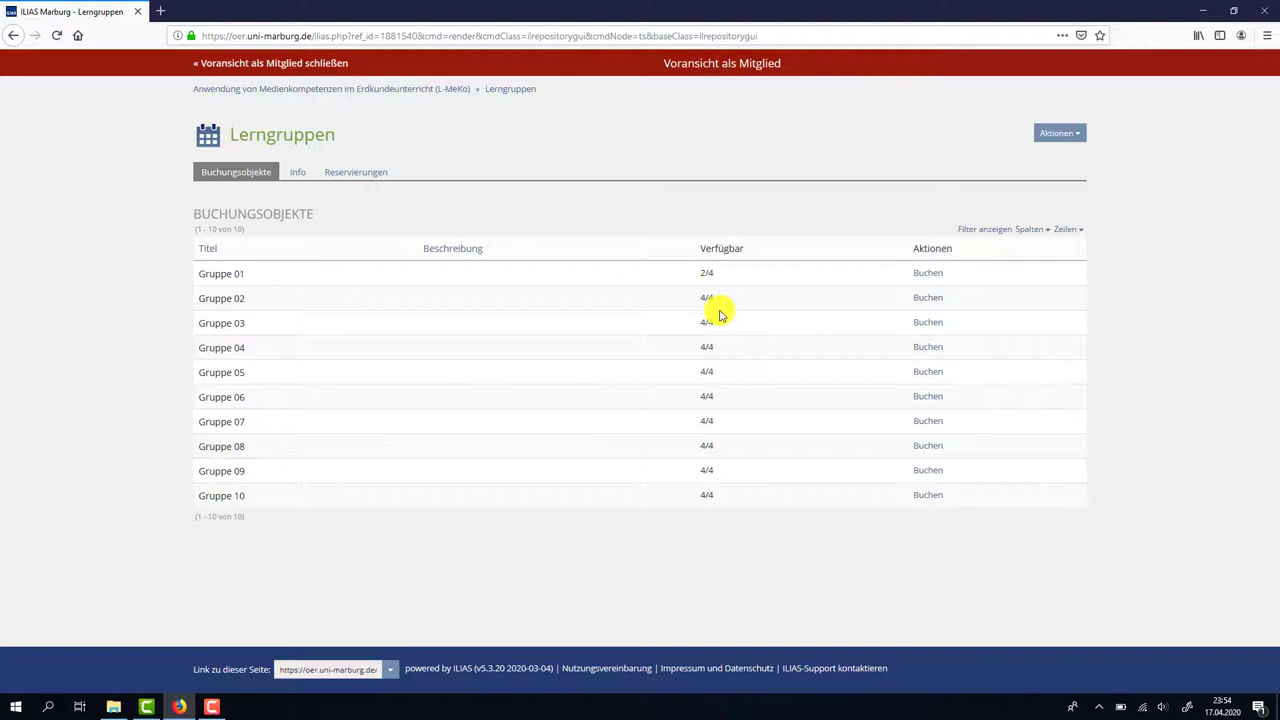 ILIAS Marburg - Lerngruppen
https://oer.uni-marburg.de/ilias.php?ref_id=1881540&cmd=render&cmdClass=ilrepositorygui&cmdNode=ts&baseClass=ilrepositorygui
« Voransicht als Mitglied schließen Voransicht als Mitglied
Anwendung von Medienkompetenzen im Erdkundeunterricht (L-MeKo) » Lerngruppen
Lerngruppen
Aktionen
Buchungsobjekte Info Reservierungen
BUCHUNGSOBJEKTE
(1 - 10 von 10) Filter anzeigen Spalten Zeilen
Titel Beschreibung Verfügbar Aktionen
Gruppe 01 2/4 Buchen
Gruppe 02 4/4 Buchen
Gruppe 03 4/4 Buchen
Gruppe 04 4/4 Buchen
Gruppe 05 4/4 Buchen
Gruppe 06 4/4 Buchen
Gruppe 07 4/4 Buchen
Gruppe 08 4/4 Buchen
Gruppe 09 4/4 Buchen
Gruppe 10 4/4 Buchen
(1 - 10 von 10)
Link zu dieser Seite: https://oer.uni-marburg.de/ powered by ILIAS (v5.3.20 2020-03-04) | Nutzungsvereinbarung | Impressum und Datenschutz | ILIAS-Support kontaktieren
23:54
17.04.2020